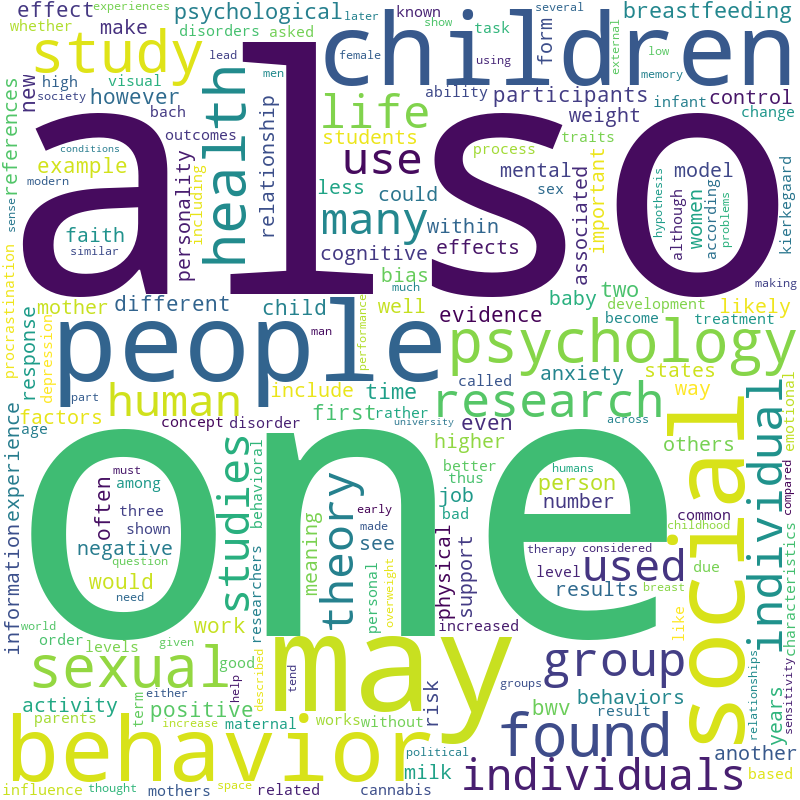 effect
experiences
psychological
later
known
several
show
breastfeeding
whether
make
disorders
asked
lead
female
using
task
form
external
low
memory
study
children
men
new
high
visual
society
however
bach
ability
participants
infant
control
weight
change
references
health
relationship
life
students
outcomes
use
also
process
traits
conditions
modern
example
personality
including
less
could
mental
sex
model
important
associated
hypothesis
although
women
according
problems
kierkegaard
sense
faith
similar
many
within
cognitive
effects
bias
much
baby
two
making
procrastination
response
mother
different
child
well
evidence
development
likely
depression
people
man
performance
become
treatment
psychology
part
human
include
time
called
anxiety
states
way
factors
concept
disorder
first
rather
university
research
even
across
others
age
higher
emotional
information
experience
must
among
often
three
shown
negative
question
need
would
one
studies
behavioral
researchers
meaning
theory
early
made
see
personal
overweight
better
thus
job
bad
physical
support
humans
person
number
therapy
considered
level
used
results
breast
common
childhood
due
social
individual
compared
characteristics
world
order
work
levels
given
increased
like
sexual
good
may
group
activity
term
either
described
help
tend
groups
behaviors
years
relationships
sensitivity
parents
positive
increase
maternal
works
without
risk
bwv
result
behavior
found
another
political
milk
individuals
based
influence
thought
mothers
space
related
cannabis